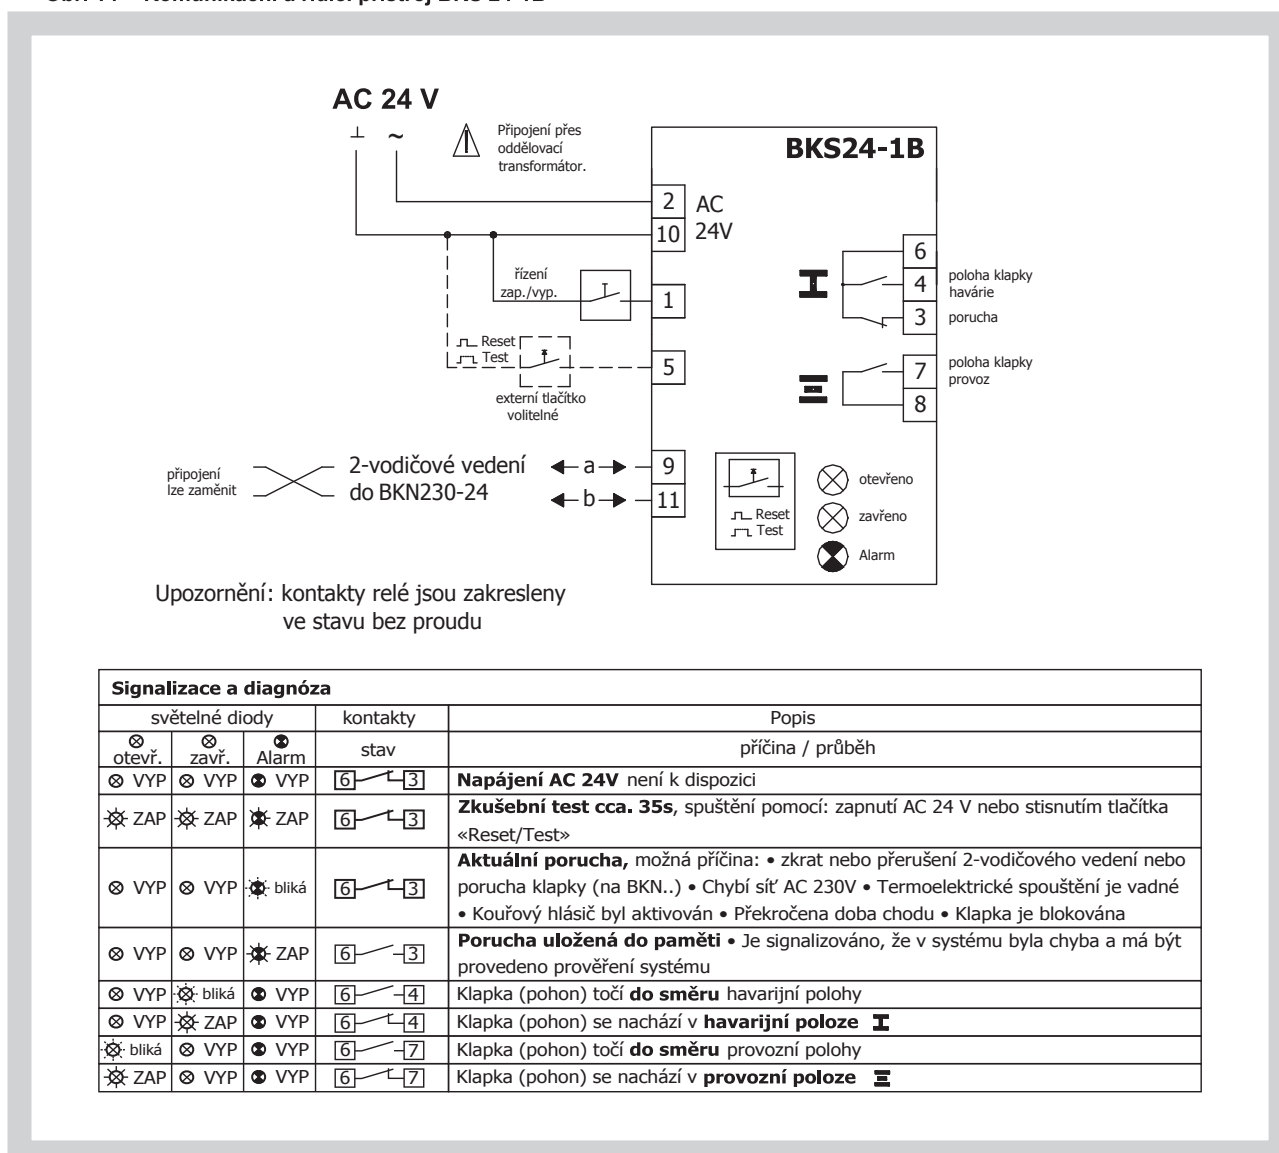 AC 24 V
⊥ ~
Připojení přes
oddělovací
transformátor.
BKS24-1B
2
10
AC
24V
řízení
zap./vyp.
1
Reset
Test
5
externí tlačítko
volitelné
6
4
3
poloha klapky
havárie
porucha
7
8
poloha klapky
provoz
připojení
lze zaměnit
2-vodičové vedení
do BKN230-24
a
b
9
11
Reset
Test
otevřeno
zavřeno
Alarm
Upozornění: kontakty relé jsou zakresleny
ve stavu bez proudu
Signalizace a diagnóza
světelné diody kontakty Popis
otevř. zavř. Alarm stav příčina / průběh
VYP VYP VYP 6 3 Napájení AC 24V není k dispozici
ZAP ZAP ZAP 6 3 Zkušební test cca. 35s, spuštění pomocí: zapnutí AC 24 V nebo stisnutím tlačítka
«Reset/Test»
VYP VYP bliká 6 3 Aktuální porucha, možná příčina: • zkrat nebo přerušení 2-vodičového vedení nebo
porucha klapky (na BKN..) • Chybí síť AC 230V • Termoelektrické spouštění je vadné
• Kouřový hlásič byl aktivován • Překročena doba chodu • Klapka je blokována
VYP VYP ZAP 6 3 Porucha uložená do paměti • Je signalizováno, že v systému byla chyba a má být
provedeno prověření systému
VYP bliká VYP 6 4 Klapka (pohon) točí do směru havarijní polohy
VYP ZAP VYP 6 4 Klapka (pohon) se nachází v havarijní poloze
bliká VYP VYP 6 7 Klapka (pohon) točí do směru provozní polohy
ZAP VYP VYP 6 7 Klapka (pohon) se nachází v provozní poloze